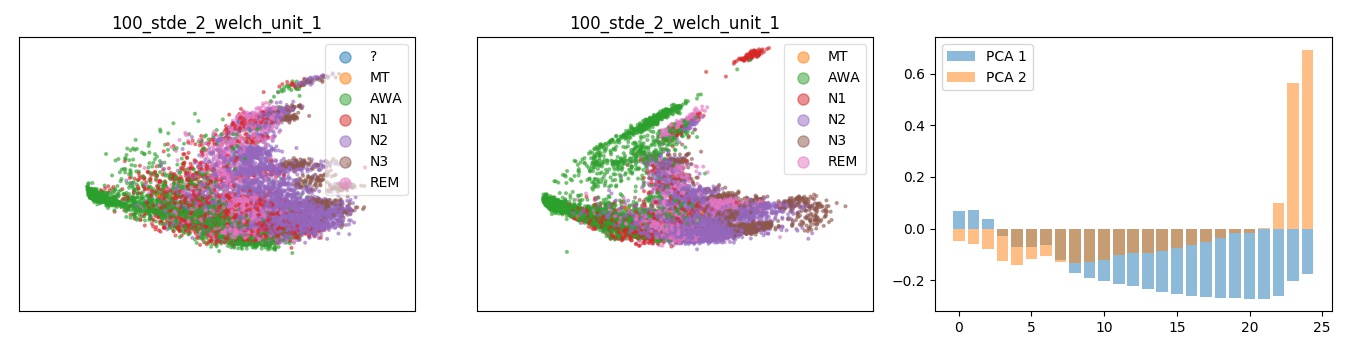 100_stde_2_welch_unit_1
?
MT
AWA
N1
N2
N3
REM
100_stde_2_welch_unit_1
MT
AWA
N1
N2
N3
REM
PCA 1
PCA 2
0.6
0.4
0.2
0.0
−0.2
0 5 10 15 20 25